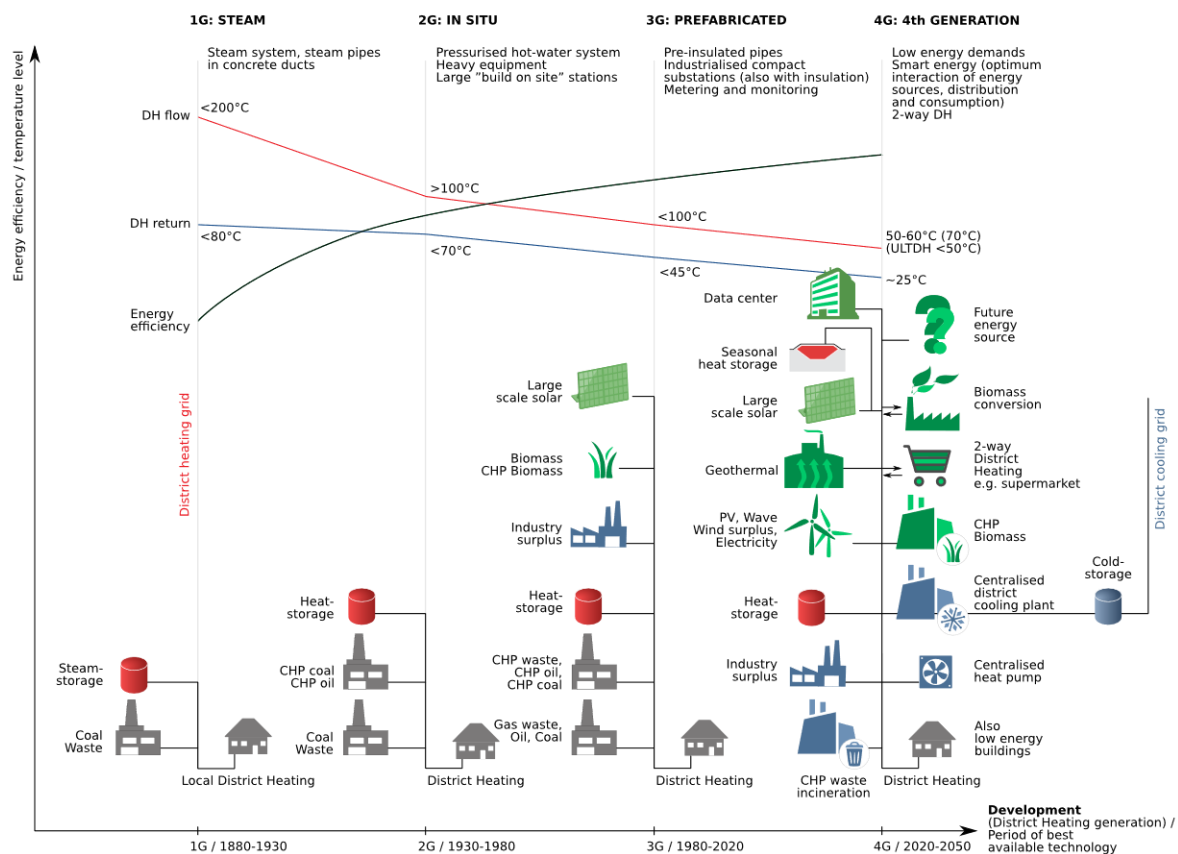 1G: STEAM
2G: IN SITU
3G: PREFABRICATED
4G: 4th GENERATION
Steam system, steam pipes
in concrete ducts
Pressurised hot-water system
Heavy equipment
Large “build on site” stations
Pre-insulated pipes
Industrialised compact
substations (also with insulation)
Metering and monitoring
Low energy demands
Smart energy (optimum
interaction of energy
sources, distribution
and consumption)
2-way DH
Energy efficiency / temperature level
DH flow
<200°C
>100°C
<100°C
50-60°C (70°C)
(ULTDH <50°C)
DH return
<80°C
<70°C
<45°C
~25°C
Energy
efficiency
District heating grid
Steam-
storage
Coal
Waste
Local District Heating
Heat-
storage
CHP coal
CHP oil
Coal
Waste
District Heating
Large
scale solar
Biomass
CHP Biomass
Industry
surplus
Heat-
storage
CHP waste,
CHP oil,
CHP coal
Gas waste,
Oil, Coal
District Heating
Data center
Seasonal
heat storage
Large
scale solar
Geothermal
PV, Wave
Wind surplus,
Electricity
Heat-
storage
Industry
surplus
CHP waste
incineration
District Heating
Future
energy
source
Biomass
conversion
2-way
District
Heating
e.g. supermarket
CHP
Biomass
Centralised
district
cooling plant
Centralised
heat pump
Also
low energy
buildings
Cold-
storage
District cooling grid
Development
(District Heating generation) /
Period of best
available technology
1G / 1880-1930
2G / 1930-1980
3G / 1980-2020
4G / 2020-2050